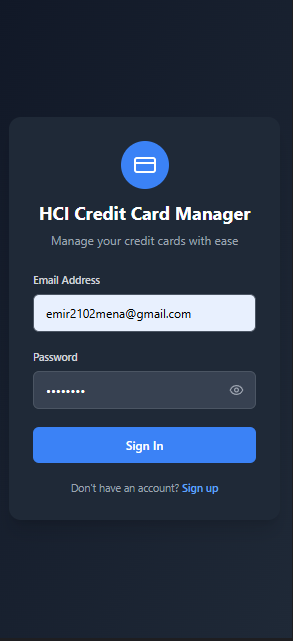 HCI Credit Card Manager
Manage your credit cards with ease
Email Address
emir2102mena@gmail.com
Password
••••••••
Sign In
Don't have an account? Sign up